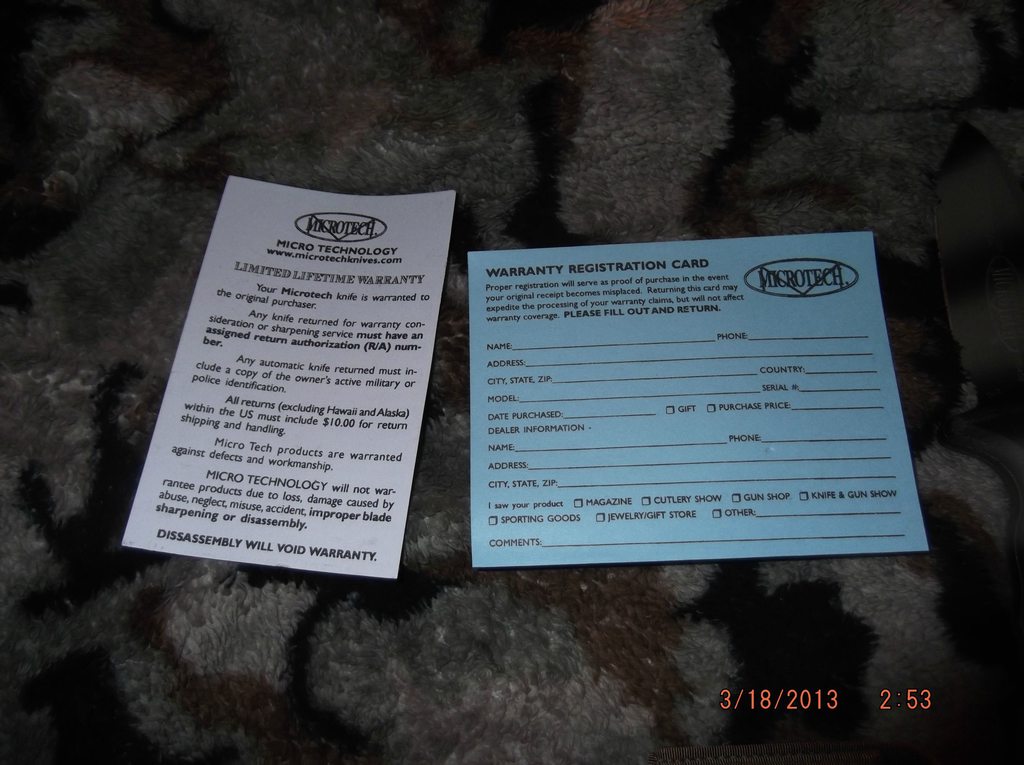 MICROTECH
MICRO TECHNOLOGY
www.microtechknives.com
LIMITED LIFETIME WARRANTY
Your Microtech knife is warranted to
the original purchaser.
Any knife returned for warranty con-
sideration or sharpening service must have an
assigned return authorization (R/A) num-
ber.
Any automatic knife returned must in-
clude a copy of the owner's active military or
police identification.
All returns (excluding Hawaii and Alaska)
within the US must include $10.00 for return
shipping and handling.
Micro Tech products are warranted
against defects and workmanship.
MICRO TECHNOLOGY will not war-
rantee products due to loss, damage caused by
abuse, neglect, misuse, accident, improper blade
sharpening or disassembly.
DISSASSEMBLY WILL VOID WARRANTY.
WARRANTY REGISTRATION CARD
Proper registration will serve as proof of purchase in the event
your original receipt becomes misplaced. Returning this card may
expedite the processing of your warranty claims, but will not affect
warranty coverage. PLEASE FILL OUT AND RETURN.
MICROTECH
NAME: PHONE:
ADDRESS:
CITY, STATE, ZIP: COUNTRY:
MODEL: SERIAL #:
DATE PURCHASED: GIFT PURCHASE PRICE:
DEALER INFORMATION -
NAME: PHONE:
ADDRESS:
CITY, STATE, ZIP:
I saw your product MAGAZINE CUTLERY SHOW GUN SHOP KNIFE & GUN SHOW
SPORTING GOODS JEWELRY/GIFT STORE OTHER:
COMMENTS:
3/18/2013 2:53